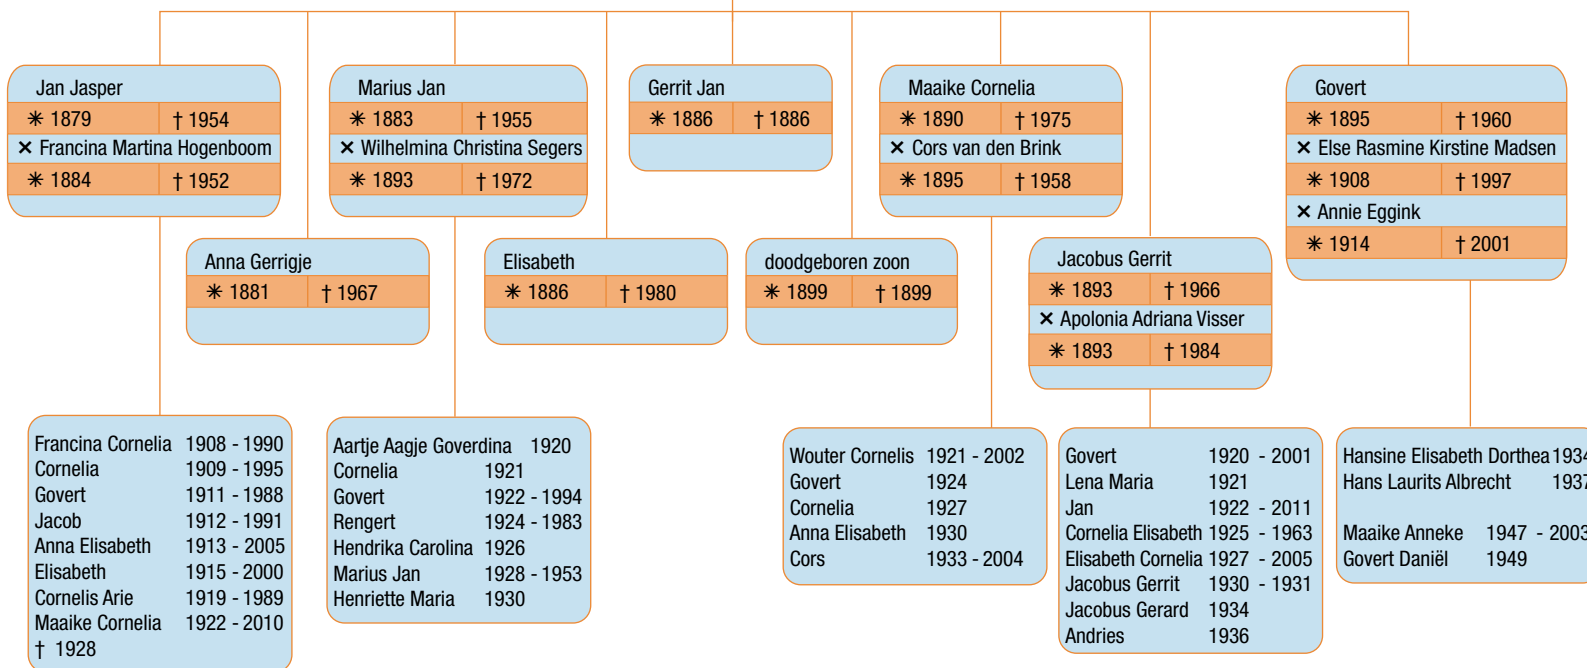 Jan Jasper
✳ 1879 † 1954
× Francina Martina Hogenboom
✳ 1884 † 1952
Marius Jan
✳ 1883 † 1955
× Wilhelmina Christina Segers
✳ 1893 † 1972
Gerrit Jan
✳ 1886 † 1886
Maaike Cornelia
✳ 1890 † 1975
× Cors van den Brink
✳ 1895 † 1958
Govert
✳ 1895 † 1960
× Else Rasmine Kirstine Madsen
✳ 1908 † 1997
× Annie Eggink
✳ 1914 † 2001
Anna Gerrigje
✳ 1881 † 1967
Elisabeth
✳ 1886 † 1980
doodgeboren zoon
✳ 1899 † 1899
Jacobus Gerrit
✳ 1893 † 1966
× Apolonia Adriana Visser
✳ 1893 † 1984
Francina Cornelia 1908 - 1990
Cornelia 1909 - 1995
Govert 1911 - 1988
Jacob 1912 - 1991
Anna Elisabeth 1913 - 2005
Elisabeth 1915 - 2000
Cornelis Arie 1919 - 1989
Maaike Cornelia 1922 - 2010
† 1928
Aartje Aagje Goverdina 1920
Cornelia 1921
Govert 1922 - 1994
Rengert 1924 - 1983
Hendrika Carolina 1926
Marius Jan 1928 - 1953
Henriette Maria 1930
Wouter Cornelis 1921 - 2002
Govert 1924
Cornelia 1927
Anna Elisabeth 1930
Cors 1933 - 2004
Govert 1920 - 2001
Lena Maria 1921
Jan 1922 - 2011
Cornelia Elisabeth 1925 - 1963
Elisabeth Cornelia 1927 - 2005
Jacobus Gerrit 1930 - 1931
Jacobus Gerard 1934
Andries 1936
Hansine Elisabeth Dorthea 1934
Hans Laurits Albrecht 1937
Maaike Anneke 1947 - 2003
Govert Daniël 1949